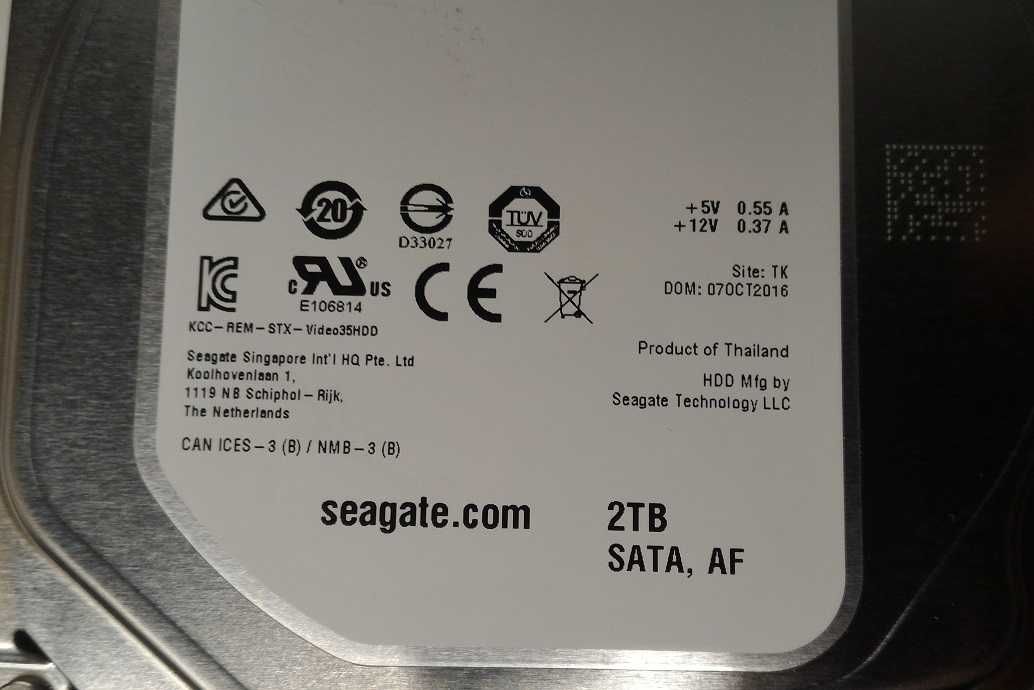 20
D33027
TÜV
SÜD
+5V 0.55 A
+12V 0.37 A
Site: TK
DOM: 07OCT2016
c US
E106814
CE
KCC-REM-STX-Video35HDD
Seagate Singapore Int'l HQ Pte. Ltd
Koolhovenlaan 1,
1119 NB Schiphol-Rijk,
The Netherlands
Product of Thailand
HDD Mfg by
Seagate Technology LLC
CAN ICES-3 (B) / NMB-3 (B)
seagate.com
2TB
SATA, AF